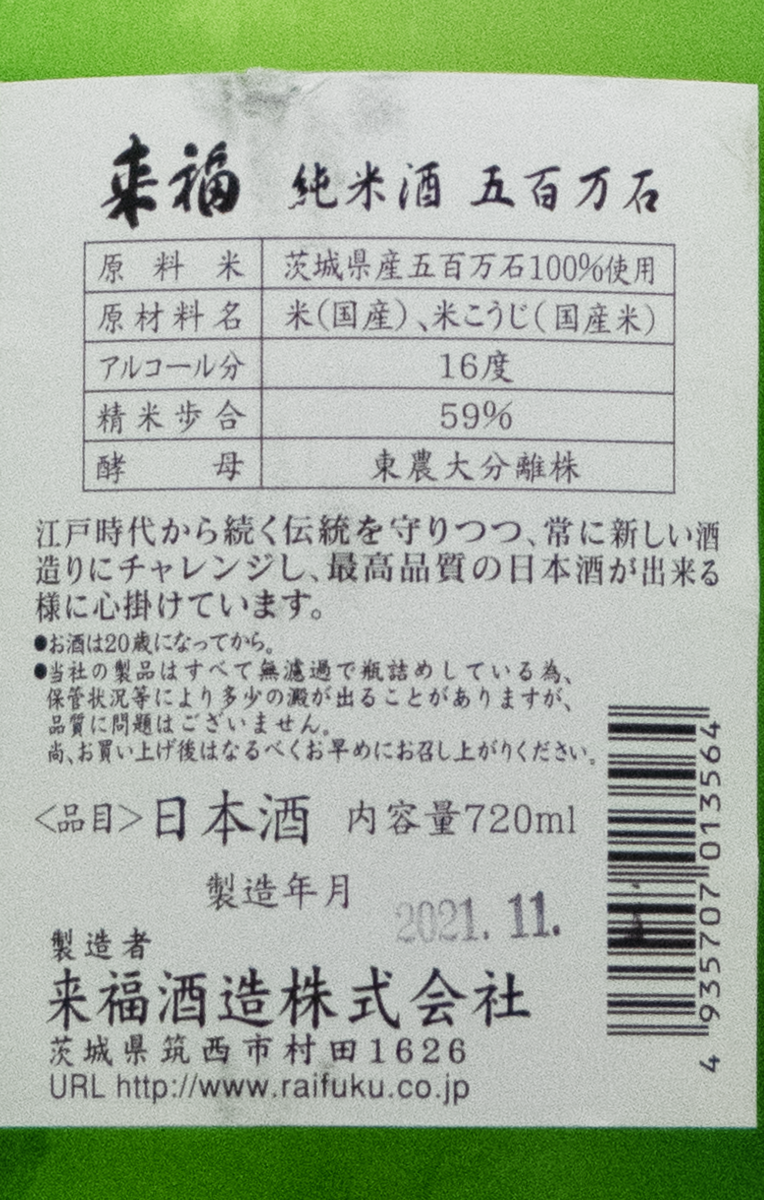 来福 純米酒 五百万石
原料米 茨城県産五百万石100%使用
原材料名 米(国産)、米こうじ(国産米)
アルコール分 16度
精米歩合 59%
酵母 東農大分離株
江戸時代から続く伝統を守りつつ、常に新しい酒
造りにチャレンジし、最高品質の日本酒が出来る
様に心掛けています。
●お酒は20歳になってから。
●当社の製品はすべて無濾過で瓶詰めしている為、
保管状況等により多少の澱が出ることがありますが、
品質に問題はございません。
尚、お買い上げ後はなるべくお早めにお召し上がりください。
<品目>日本酒 内容量720ml
製造年月 2021.11.
製造者
来福酒造株式会社
茨城県筑西市村田1626
URL http://www.raifuku.co.jp
4 935707 013564